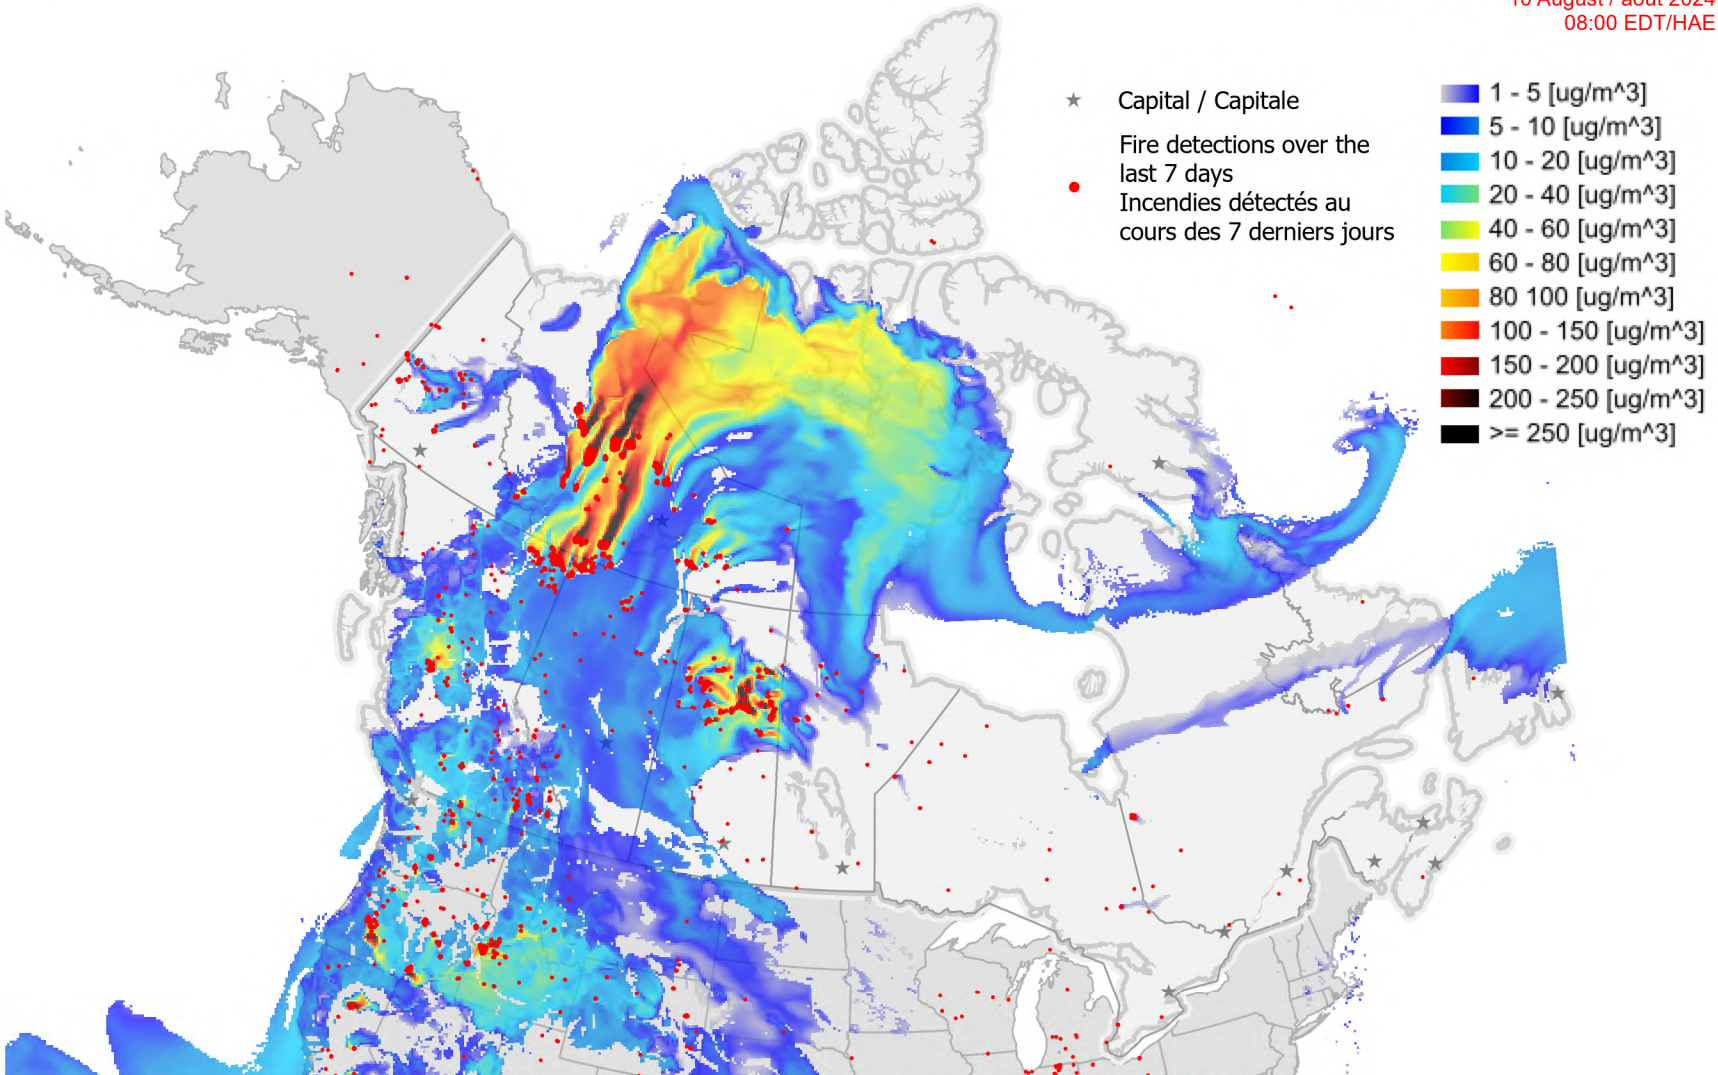 10 August / août 2024
08:00 EDT/HAE
Capital / Capitale
Fire detections over the
last 7 days
Incendies détectés au
cours des 7 derniers jours
1 - 5 [ug/m^3]
5 - 10 [ug/m^3]
10 - 20 [ug/m^3]
20 - 40 [ug/m^3]
40 - 60 [ug/m^3]
60 - 80 [ug/m^3]
80 100 [ug/m^3]
100 - 150 [ug/m^3]
150 - 200 [ug/m^3]
200 - 250 [ug/m^3]
>= 250 [ug/m^3]